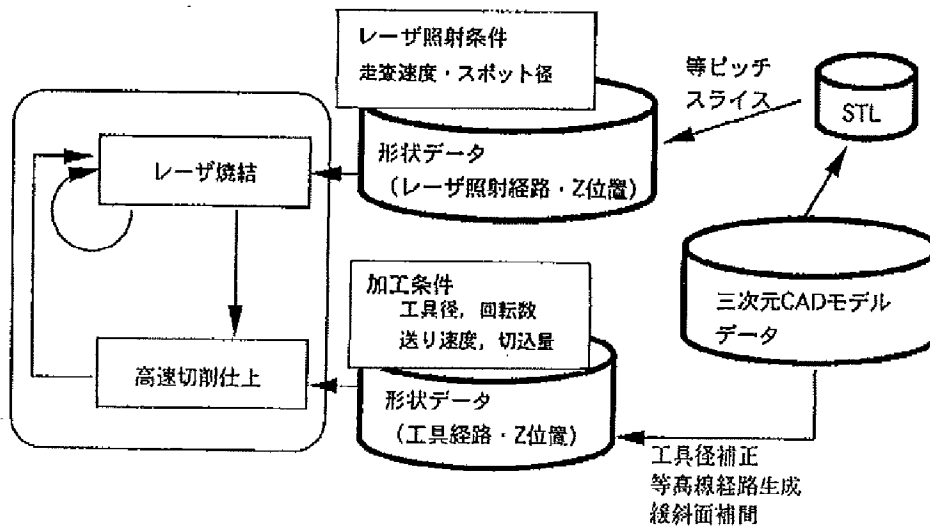 レーザ照射条件
走査速度・スポット径
形状データ
（レーザ照射経路・Z位置）
等ピッチ
スライス
STL
三次元CADモデル
データ
レーザ焼結
高速切削仕上
加工条件
工具径，回転数
送り速度，切込量
形状データ
（工具経路・Z位置）
工具径補正
等高線経路生成
緩斜面補間